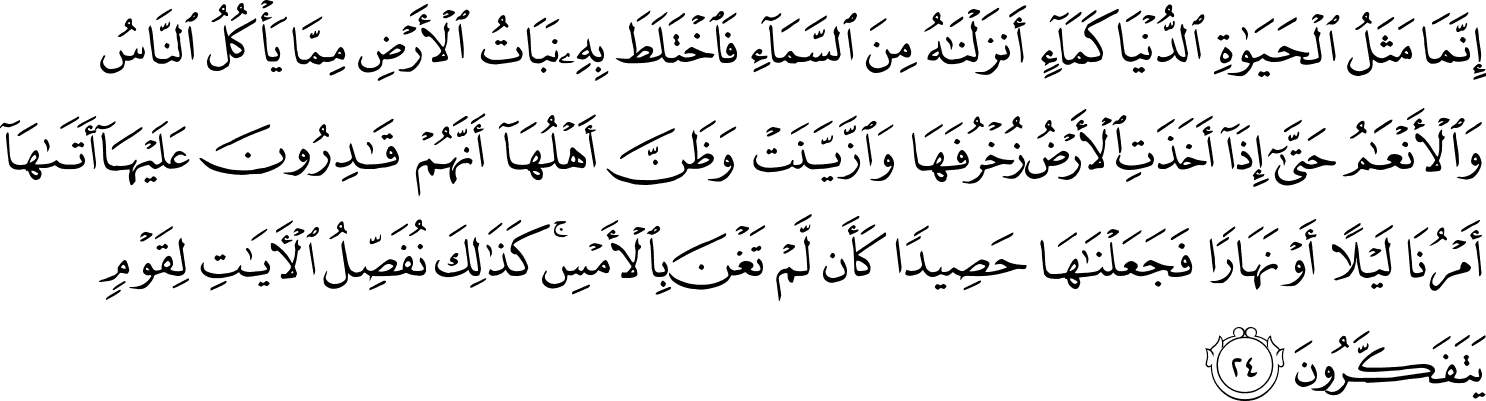 إِنَّمَا مَثَلُ ٱلْحَيَوٰةِ ٱلدُّنْيَا كَمَآءٍ أَنزَلْنَٰهُ مِنَ ٱلسَّمَآءِ فَٱخْتَلَطَ بِهِۦ نَبَاتُ ٱلْأَرْضِ مِمَّا يَأْكُلُ ٱلنَّاسُ
وَٱلْأَنْعَٰمُ حَتَّىٰٓ إِذَآ أَخَذَتِ ٱلْأَرْضُ زُخْرُفَهَا وَٱزَّيَّنَتْ وَظَنَّ أَهْلُهَآ أَنَّهُمْ قَٰدِرُونَ عَلَيْهَآ أَتَىٰهَآ
أَمْرُنَا لَيْلًا أَوْ نَهَارًا فَجَعَلْنَٰهَا حَصِيدًا كَأَن لَّمْ تَغْنَ بِٱلْأَمْسِ ۚ كَذَٰلِكَ نُفَصِّلُ ٱلْءَايَٰتِ لِقَوْمٍ
يَتَفَكَّرُونَ ٢٤